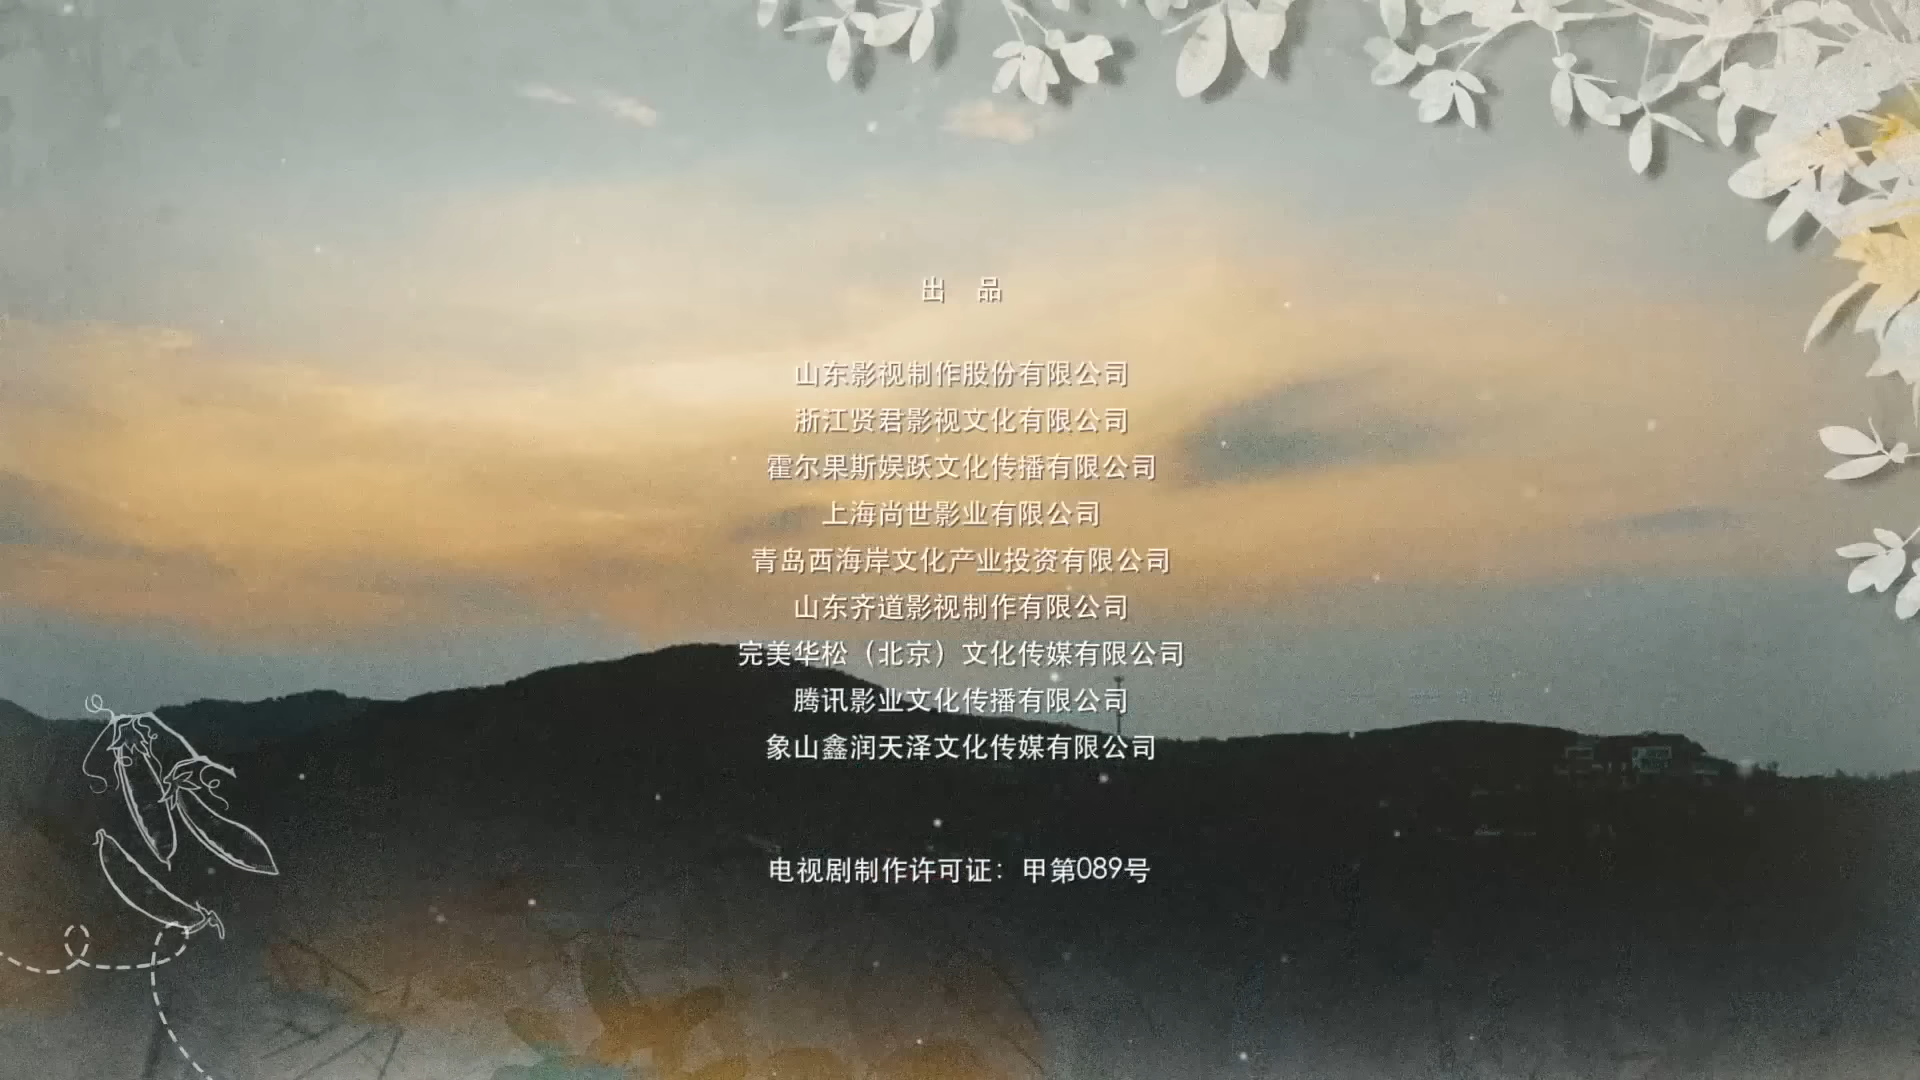 出 品
山东影视制作股份有限公司
浙江贤君影视文化有限公司
霍尔果斯娱跃文化传播有限公司
上海尚世影业有限公司
青岛西海岸文化产业投资有限公司
山东齐道影视制作有限公司
完美华松（北京）文化传媒有限公司
腾讯影业文化传播有限公司
象山鑫润天泽文化传媒有限公司
电视剧制作许可证：甲第089号